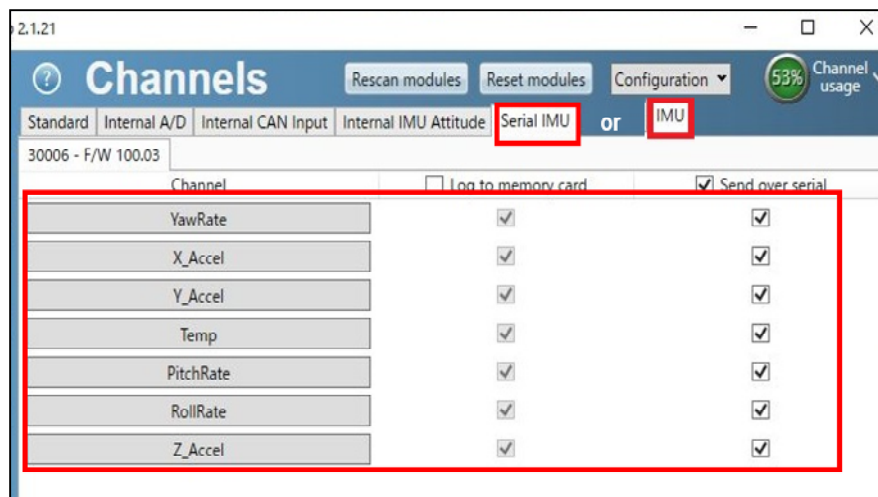 2.1.21
Channels
Rescan modules
Reset modules
Configuration
53%
Channel
usage
Standard
Internal A/D
Internal CAN Input
Internal IMU Attitude
Serial IMU
or
IMU
30006 - F/W 100.03
Channel
Log to memory card
Send over serial
YawRate
X_Accel
Y_Accel
Temp
PitchRate
RollRate
Z_Accel